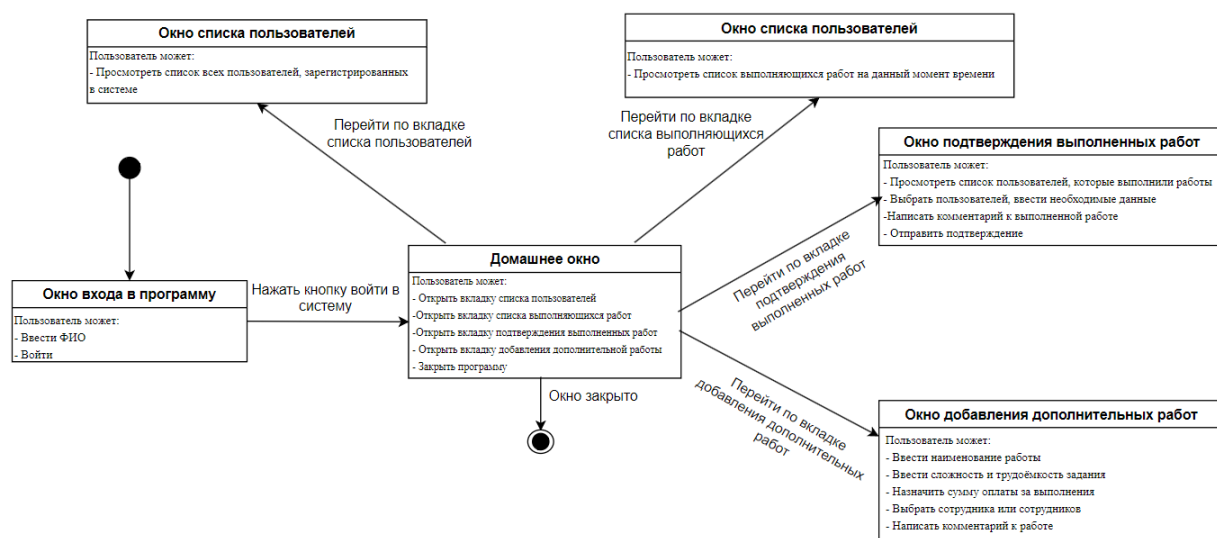 Окно списка пользователей
Пользователь может:
- Просмотреть список всех пользователей, зарегистрированных
в системе
Окно списка пользователей
Пользователь может:
- Просмотреть список выполняющихся работ на данный момент времени
Перейти по вкладке
списка пользователей
Перейти по вкладке
списка выполняющихся
работ
Окно подтверждения выполненных работ
Пользователь может:
- Просмотреть список пользователей, которые выполнили работы
- Выбрать пользователей, ввести необходимые данные
-Написать комментарий к выполненной работе
- Отправить подтверждение
Окно входа в программу
Пользователь может:
- Ввести ФИО
- Войти
Нажать кнопку войти в
систему
Домашнее окно
Пользователь может:
- Открыть вкладку списка пользователей
-Открыть вкладку списка выполняющихся работ
-Открыть вкладку подтверждения выполненных работ
- Открыть вкладку добавления дополнительной работы
- Закрыть программу
Перейти по вкладке
подтверждения
выполненных работ
Окно закрыто
Перейти по вкладке
добавления дополнительных
работ
Окно добавления дополнительных работ
Пользователь может:
- Ввести наименование работы
- Ввести сложность и трудоёмкость задания
- Назначить сумму оплаты за выполнения
- Выбрать сотрудника или сотрудников
- Написать комментарий к работе